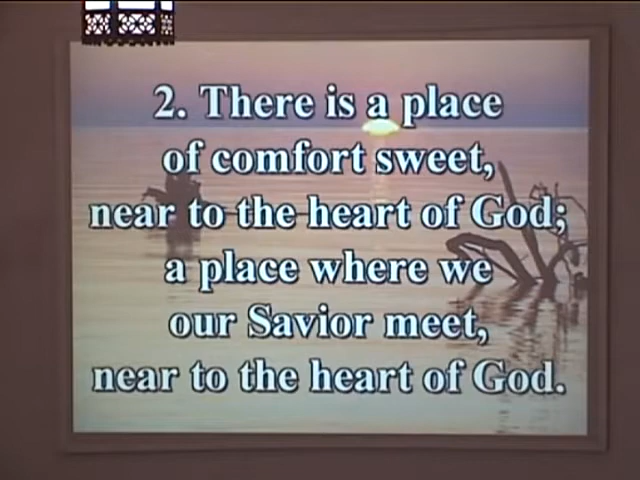 2. There is a place
of comfort sweet,
near to the heart of God;
a place where we
our Savior meet,
near to the heart of God.